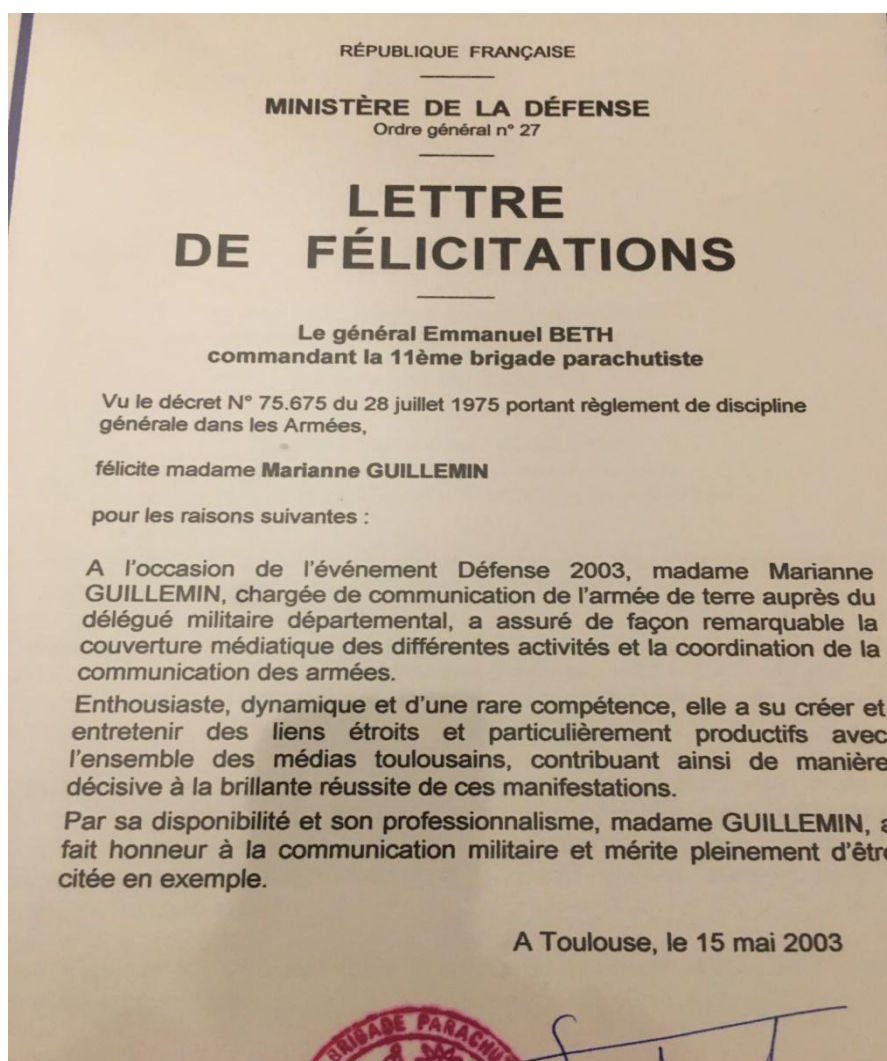 RÉPUBLIQUE FRANÇAISE
MINISTÈRE DE LA DÉFENSE
Ordre général n° 27
LETTRE
DE FÉLICITATIONS
Le général Emmanuel BETH
commandant la 11ème brigade parachutiste
Vu le décret N° 75.675 du 28 juillet 1975 portant règlement de discipline
générale dans les Armées,
félicite madame Marianne GUILLEMIN
pour les raisons suivantes :
A l'occasion de l'événement Défense 2003, madame Marianne
GUILLEMIN, chargée de communication de l'armée de terre auprès du
délégué militaire départemental, a assuré de façon remarquable la
couverture médiatique des différentes activités et la coordination de la
communication des armées.
Enthousiaste, dynamique et d'une rare compétence, elle a su créer et
entretenir des liens étroits et particulièrement productifs avec
l'ensemble des médias toulousains, contribuant ainsi de manière
décisive à la brillante réussite de ces manifestations.
Par sa disponibilité et son professionnalisme, madame GUILLEMIN, a
fait honneur à la communication militaire et mérite pleinement d'être
citée en exemple.
A Toulouse, le 15 mai 2003
BRIGADE PARACHUT